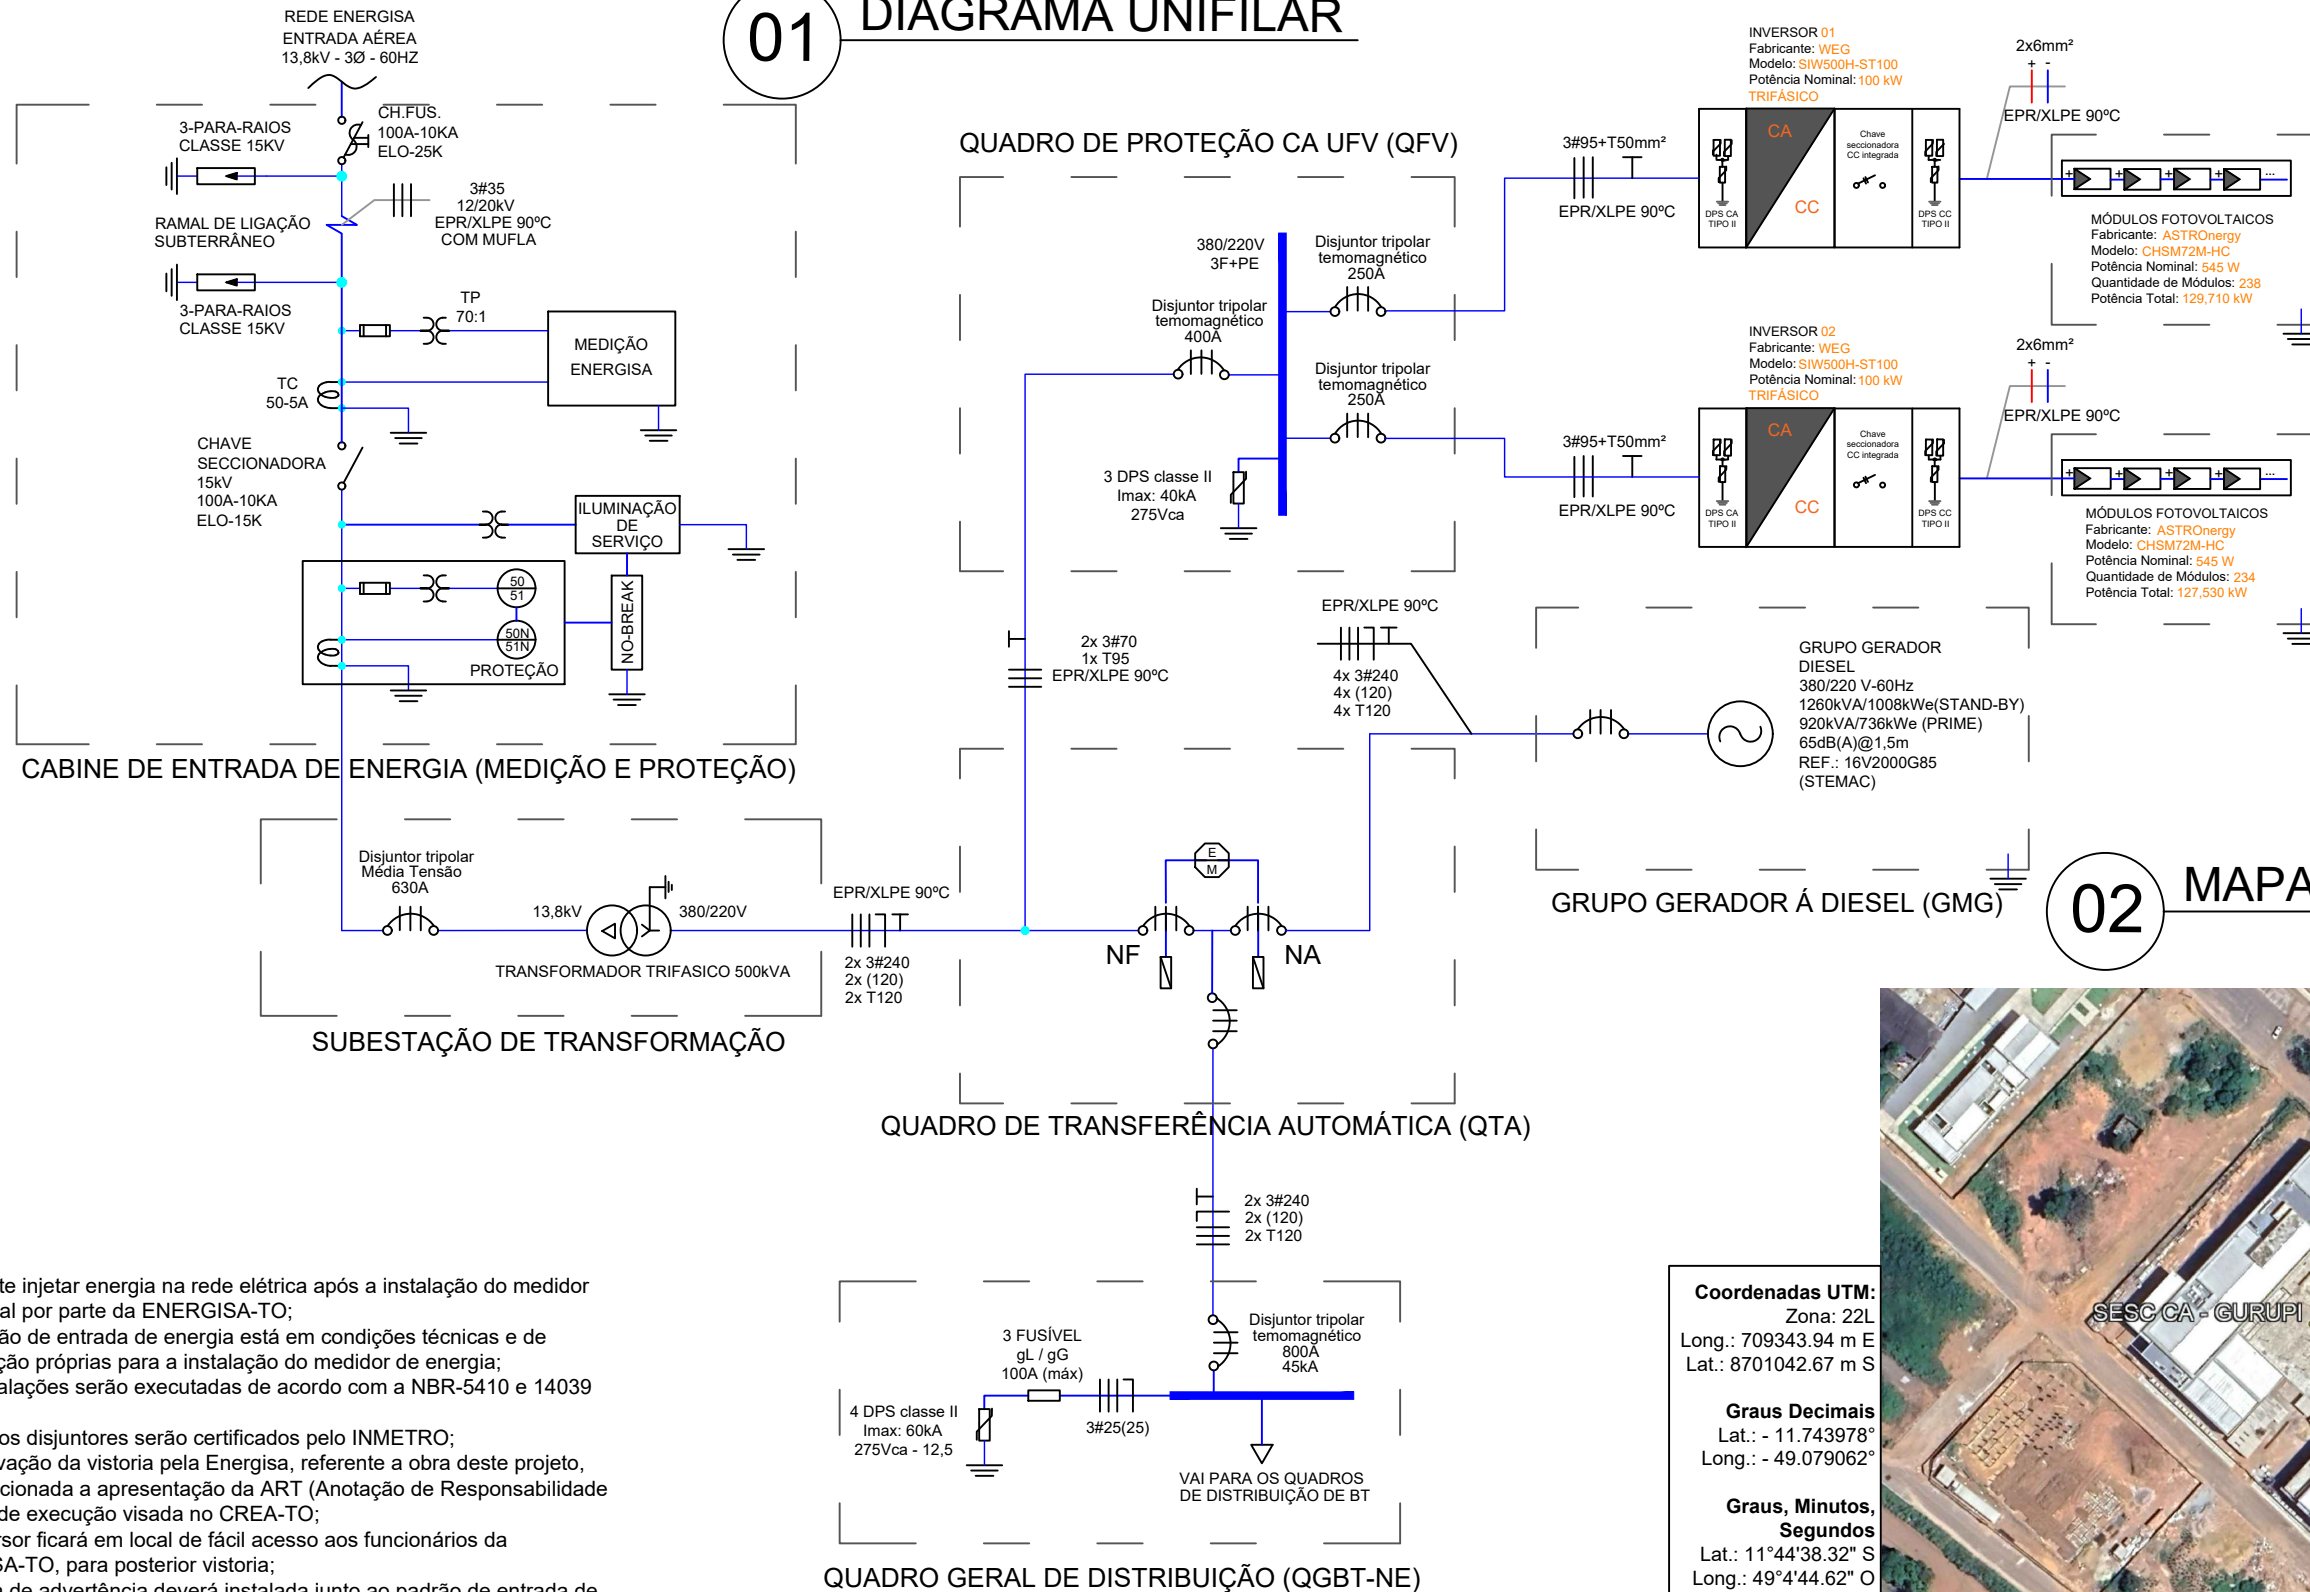 01
DIAGRAMA UNIFILAR
REDE ENERGISA
ENTRADA AÉREA
13,8kV - 3Ø - 60HZ
CH.FUS.
100A-10KA
ELO-25K
3-PARA-RAIOS
CLASSE 15KV
3#35
12/20kV
EPR/XLPE 90ºC
COM MUFLA
RAMAL DE LIGAÇÃO
SUBTERRÂNEO
3-PARA-RAIOS
CLASSE 15KV
TP
70:1
MEDIÇÃO
ENERGISA
TC
50-5A
CHAVE
SECCIONADORA
15kV
100A-10KA
ELO-15K
ILUMINAÇÃO
DE
SERVIÇO
50
51
50N
51N
PROTEÇÃO
NO-BREAK
CABINE DE ENTRADA DE ENERGIA (MEDIÇÃO E PROTEÇÃO)
Disjuntor tripolar
Média Tensão
630A
13,8kV
380/220V
TRANSFORMADOR TRIFASICO 500kVA
SUBESTAÇÃO DE TRANSFORMAÇÃO
EPR/XLPE 90ºC
2x 3#240
2x (120)
2x T120
QUADRO DE PROTEÇÃO CA UFV (QFV)
380/220V
3F+PE
Disjuntor tripolar
temomagnético
250A
Disjuntor tripolar
temomagnético
400A
Disjuntor tripolar
temomagnético
250A
3 DPS classe II
Imax: 40kA
275Vca
2x 3#70
1x T95
EPR/XLPE 90ºC
3#95+T50mm²
EPR/XLPE 90ºC
INVERSOR 01
Fabricante: WEG
Modelo: SIW500H-ST100
Potência Nominal: 100 kW
TRIFÁSICO
DPS CA
TIPO II
CA
CC
Chave
seccionadora
CC integrada
DPS CC
TIPO II
2x6mm²
+ -
EPR/XLPE 90ºC
+ + + + ...
MÓDULOS FOTOVOLTAICOS
Fabricante: ASTROnergy
Modelo: CHSM72M-HC
Potência Nominal: 545 W
Quantidade de Módulos: 238
Potência Total: 129,710 kW
3#95+T50mm²
EPR/XLPE 90ºC
INVERSOR 02
Fabricante: WEG
Modelo: SIW500H-ST100
Potência Nominal: 100 kW
TRIFÁSICO
DPS CA
TIPO II
CA
CC
Chave
seccionadora
CC integrada
DPS CC
TIPO II
2x6mm²
+ -
EPR/XLPE 90ºC
+ + + + ...
MÓDULOS FOTOVOLTAICOS
Fabricante: ASTROnergy
Modelo: CHSM72M-HC
Potência Nominal: 545 W
Quantidade de Módulos: 234
Potência Total: 127,530 kW
EPR/XLPE 90ºC
4x 3#240
4x (120)
4x T120
GRUPO GERADOR
DIESEL
380/220 V-60Hz
1260kVA/1008kWe(STAND-BY)
920kVA/736kWe (PRIME)
65dB(A)@1,5m
REF.: 16V2000G85
(STEMAC)
GRUPO GERADOR Á DIESEL (GMG)
E
M
NF
NA
QUADRO DE TRANSFERÊNCIA AUTOMÁTICA (QTA)
2x 3#240
2x (120)
2x T120
Disjuntor tripolar
temomagnético
800A
45kA
3 FUSÍVEL
gL / gG
100A (máx)
4 DPS classe II
Imax: 60kA
275Vca - 12,5
3#25(25)
VAI PARA OS QUADROS
DE DISTRIBUIÇÃO DE BT
QUADRO GERAL DE DISTRIBUIÇÃO (QGBT-NE)
02
MAPA
SESC CA - GURUPI
Coordenadas UTM:
Zona: 22L
Long.: 709343.94 m E
Lat.: 8701042.67 m S
Graus Decimais
Lat.: - 11.743978°
Long.: - 49.079062°
Graus, Minutos,
Segundos
Lat.: 11°44'38.32" S
Long.: 49°4'44.62" O
te injetar energia na rede elétrica após a instalação do medidor
al por parte da ENERGISA-TO;
ão de entrada de energia está em condições técnicas e de
ção próprias para a instalação do medidor de energia;
alações serão executadas de acordo com a NBR-5410 e 14039
os disjuntores serão certificados pelo INMETRO;
vação da vistoria pela Energisa, referente a obra deste projeto,
cionada a apresentação da ART (Anotação de Responsabilidade
de execução visada no CREA-TO;
rsor ficará em local de fácil acesso aos funcionários da
SA-TO, para posterior vistoria;
a de advertência deverá instalada junto ao padrão de entrada de